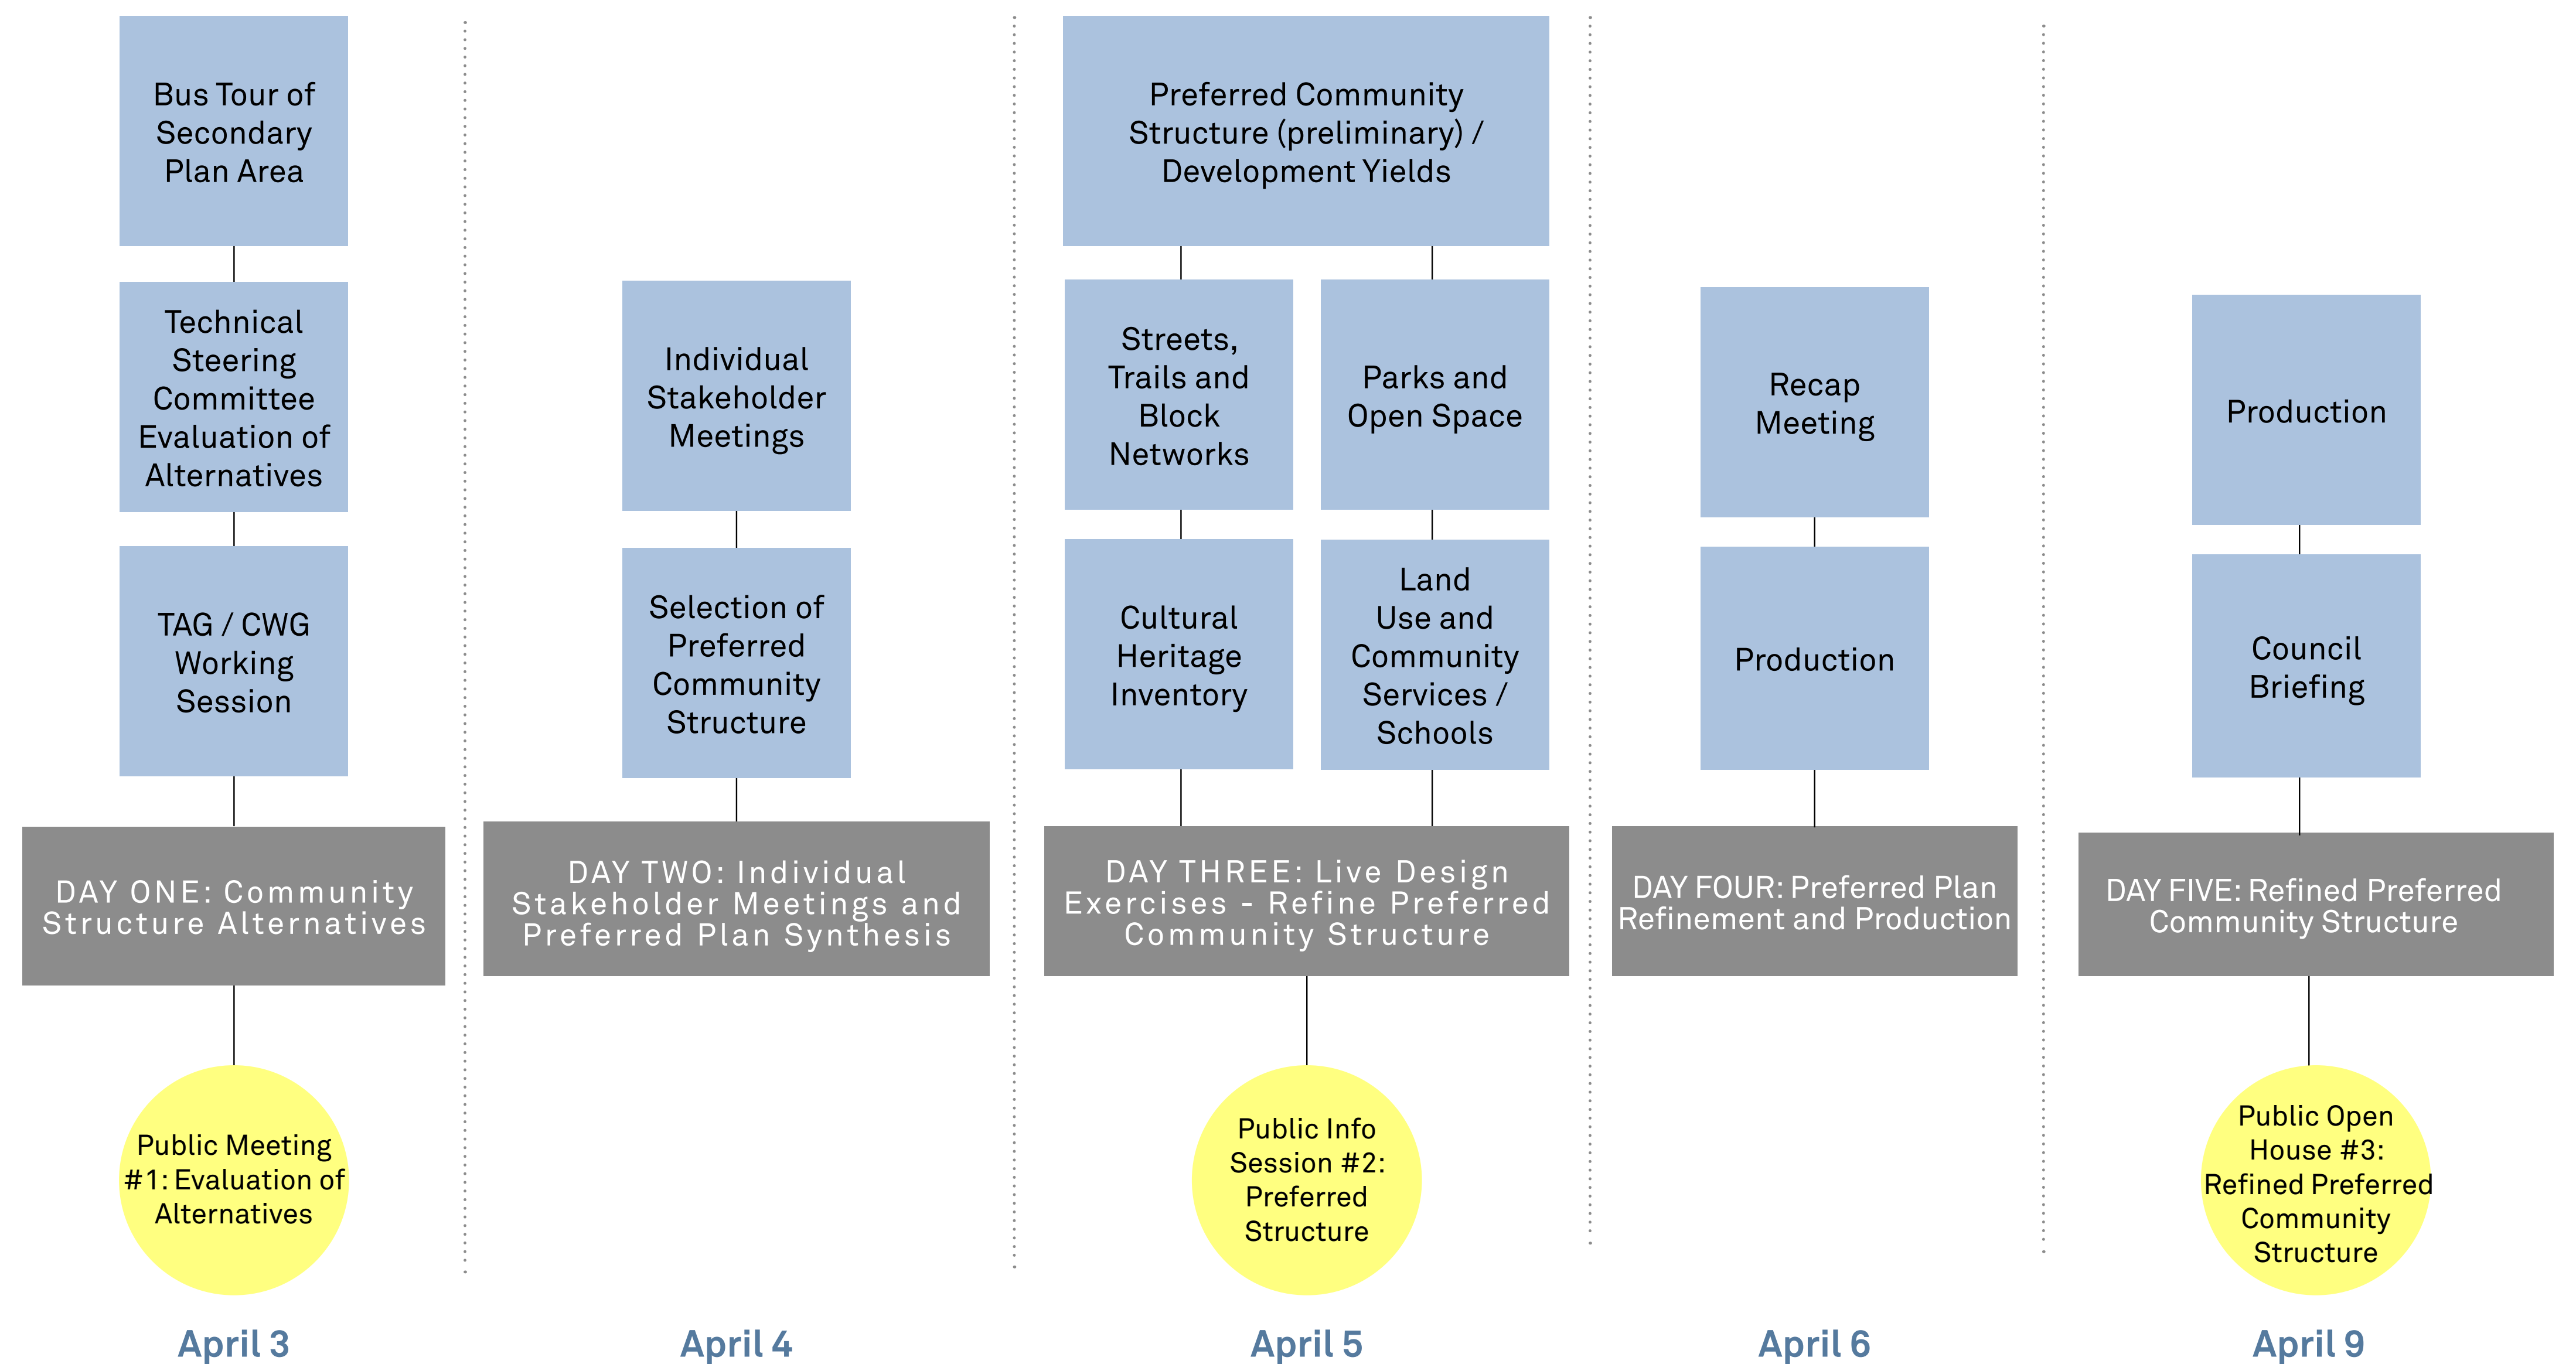 Bus Tour of
Secondary
Plan Area
Technical
Steering
Committee
Evaluation of
Alternatives
TAG / CWG
Working
Session
DAY ONE: Community
Structure Alternatives
Public Meeting
#1: Evaluation of
Alternatives
April 3
Individual
Stakeholder
Meetings
Selection of
Preferred
Community
Structure
DAY TWO: Individual
Stakeholder Meetings and
Preferred Plan Synthesis
April 4
Preferred Community
Structure (preliminary) /
Development Yields
Streets,
Trails and
Block
Networks
Parks and
Open Space
Cultural
Heritage
Inventory
Land
Use and
Community
Services /
Schools
DAY THREE: Live Design
Exercises - Refine Preferred
Community Structure
Public Info
Session #2:
Preferred
Structure
April 5
Recap
Meeting
Production
DAY FOUR: Preferred Plan
Refinement and Production
April 6
Production
Council
Briefing
DAY FIVE: Refined Preferred
Community Structure
Public Open
House #3:
Refined Preferred
Community
Structure
April 9